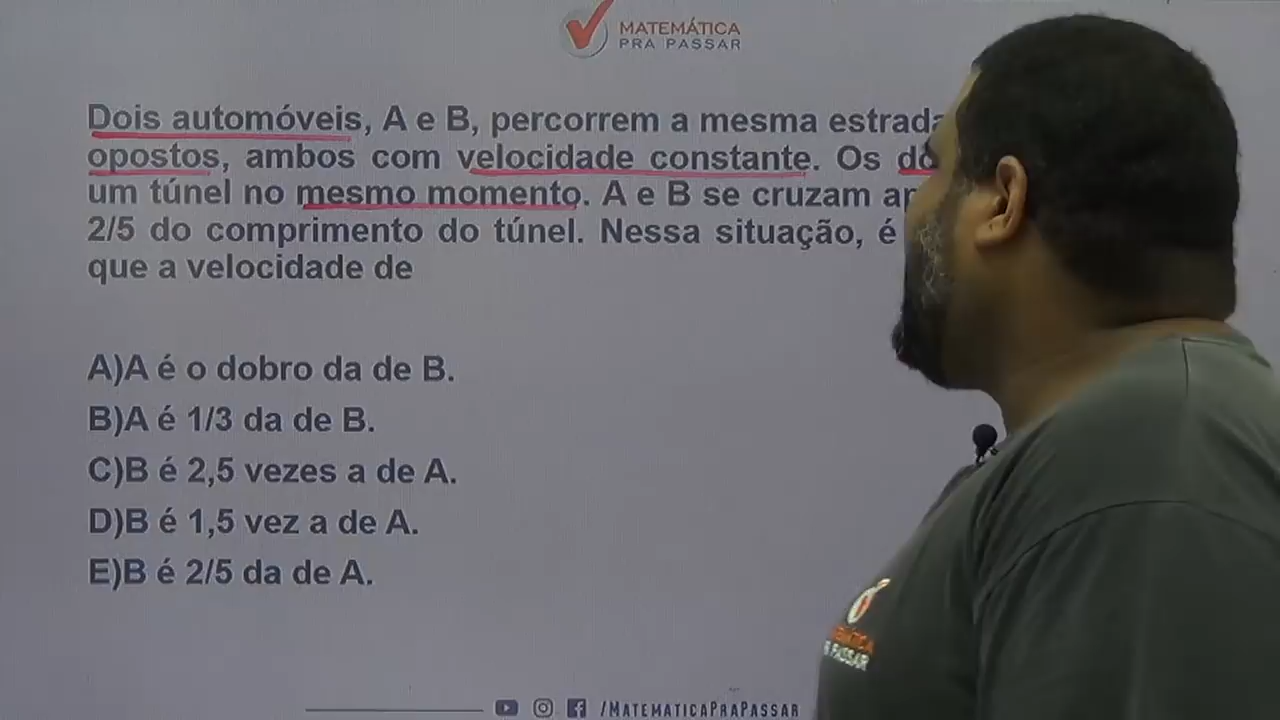 MATEMÁTICA
PRA PASSAR
Dois automóveis, A e B, percorrem a mesma estrada
opostos, ambos com velocidade constante. Os
um túnel no mesmo momento. A e B se cruzam
2/5 do comprimento do túnel. Nessa situação, é
que a velocidade de
A)A é o dobro da de B.
B)A é 1/3 da de B.
C)B é 2,5 vezes a de A.
D)B é 1,5 vez a de A.
E)B é 2/5 da de A.
/MATEMATICAPRAPASSAR